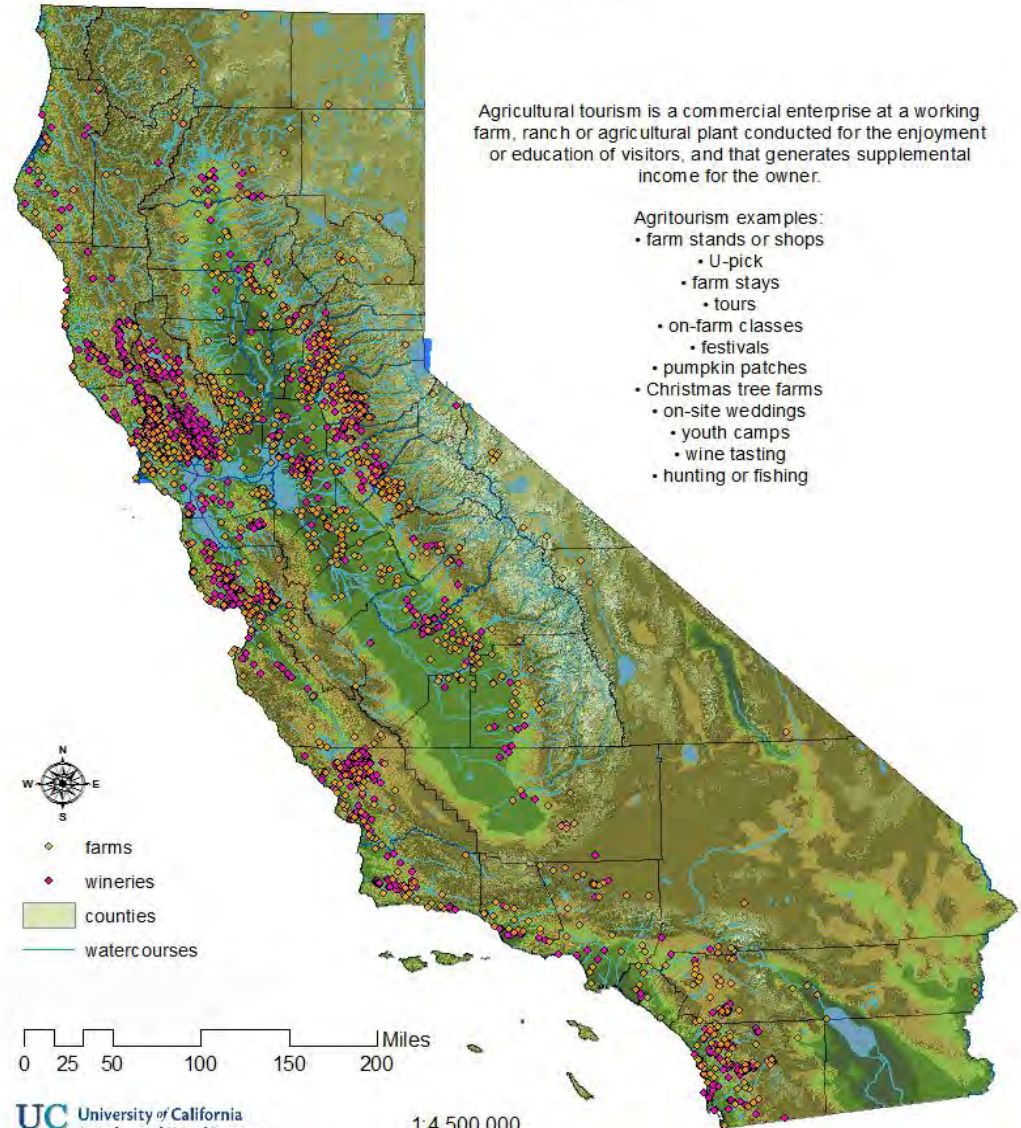 Agricultural tourism is a commercial enterprise at a working
farm, ranch or agricultural plant conducted for the enjoyment
or education of visitors, and that generates supplemental
income for the owner.
Agritourism examples:
• farm stands or shops
• U-pick
• farm stays
• tours
• on-farm classes
• festivals
• pumpkin patches
• Christmas tree farms
• on-site weddings
• youth camps
• wine tasting
• hunting or fishing
N
W E
S
farms
wineries
counties
watercourses
Miles
0 25 50 100 150 200
UC University of California
1:4,500,000